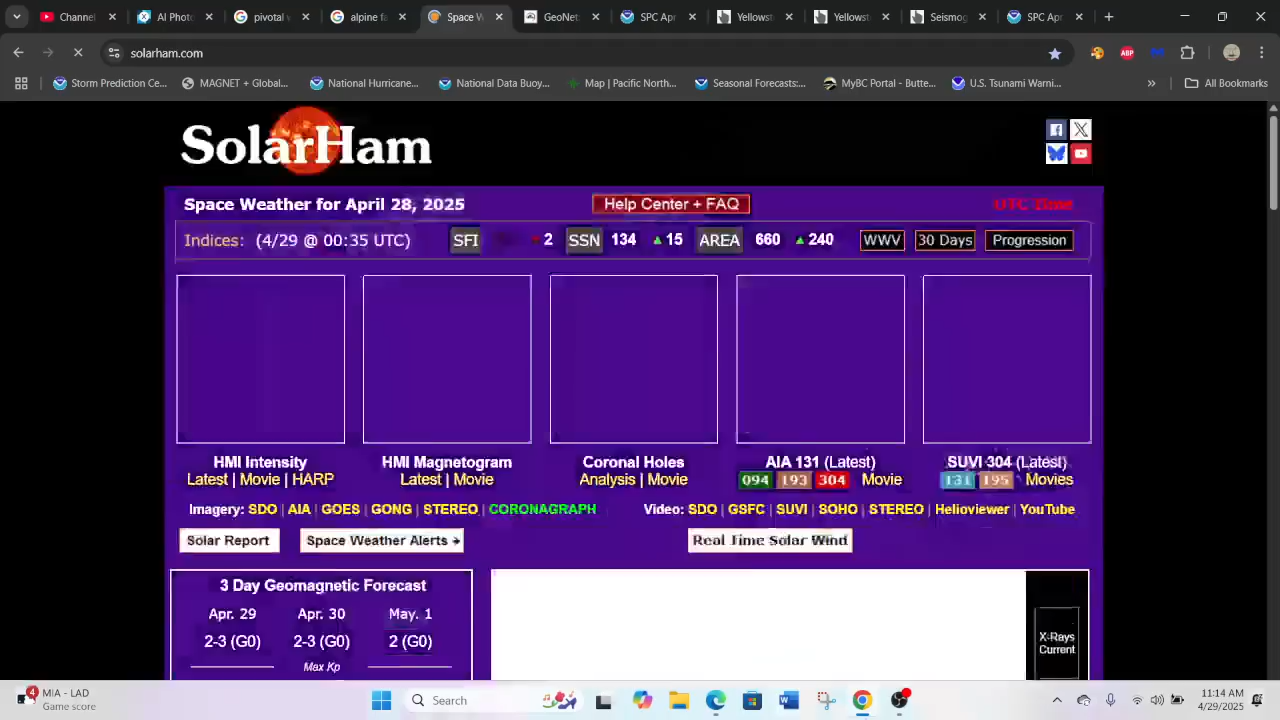 Channel
AI Photo
pivotal v
alpine fa
Space W
GeoNet:
SPC Apr
Yellowst
Yellowst
Seismog
SPC Apr
solarham.com
ABP
Storm Prediction Ce...
MAGNET + Global...
National Hurricane...
National Data Buoy...
Map | Pacific North...
Seasonal Forecasts:...
MyBC Portal - Butte...
U.S. Tsunami Warni...
All Bookmarks
SolarHam
Space Weather for April 28, 2025
Help Center + FAQ
UTC Time
Indices: (4/29 @ 00:35 UTC) SFI 2 SSN 134 15 AREA 660 240 WWV 30 Days Progression
HMI Intensity
Latest | Movie | HARP
HMI Magnetogram
Latest | Movie
Coronal Holes
Analysis | Movie
AIA 131 (Latest)
094 193 304 Movie
SUVI 304 (Latest)
131 195 Movies
Imagery: SDO | AIA | GOES | GONG | STEREO | CORONAGRAPH
Video: SDO | GSFC | SUVI | SOHO | STEREO | Helioviewer | YouTube
Solar Report
Space Weather Alerts
Real Time Solar Wind
3 Day Geomagnetic Forecast
Apr. 29 Apr. 30 May. 1
2-3 (G0) 2-3 (G0) 2 (G0)
Max Kp
X-Rays
Current
4
MIA - LAD
Game score
Search
11:14 AM
4/29/2025